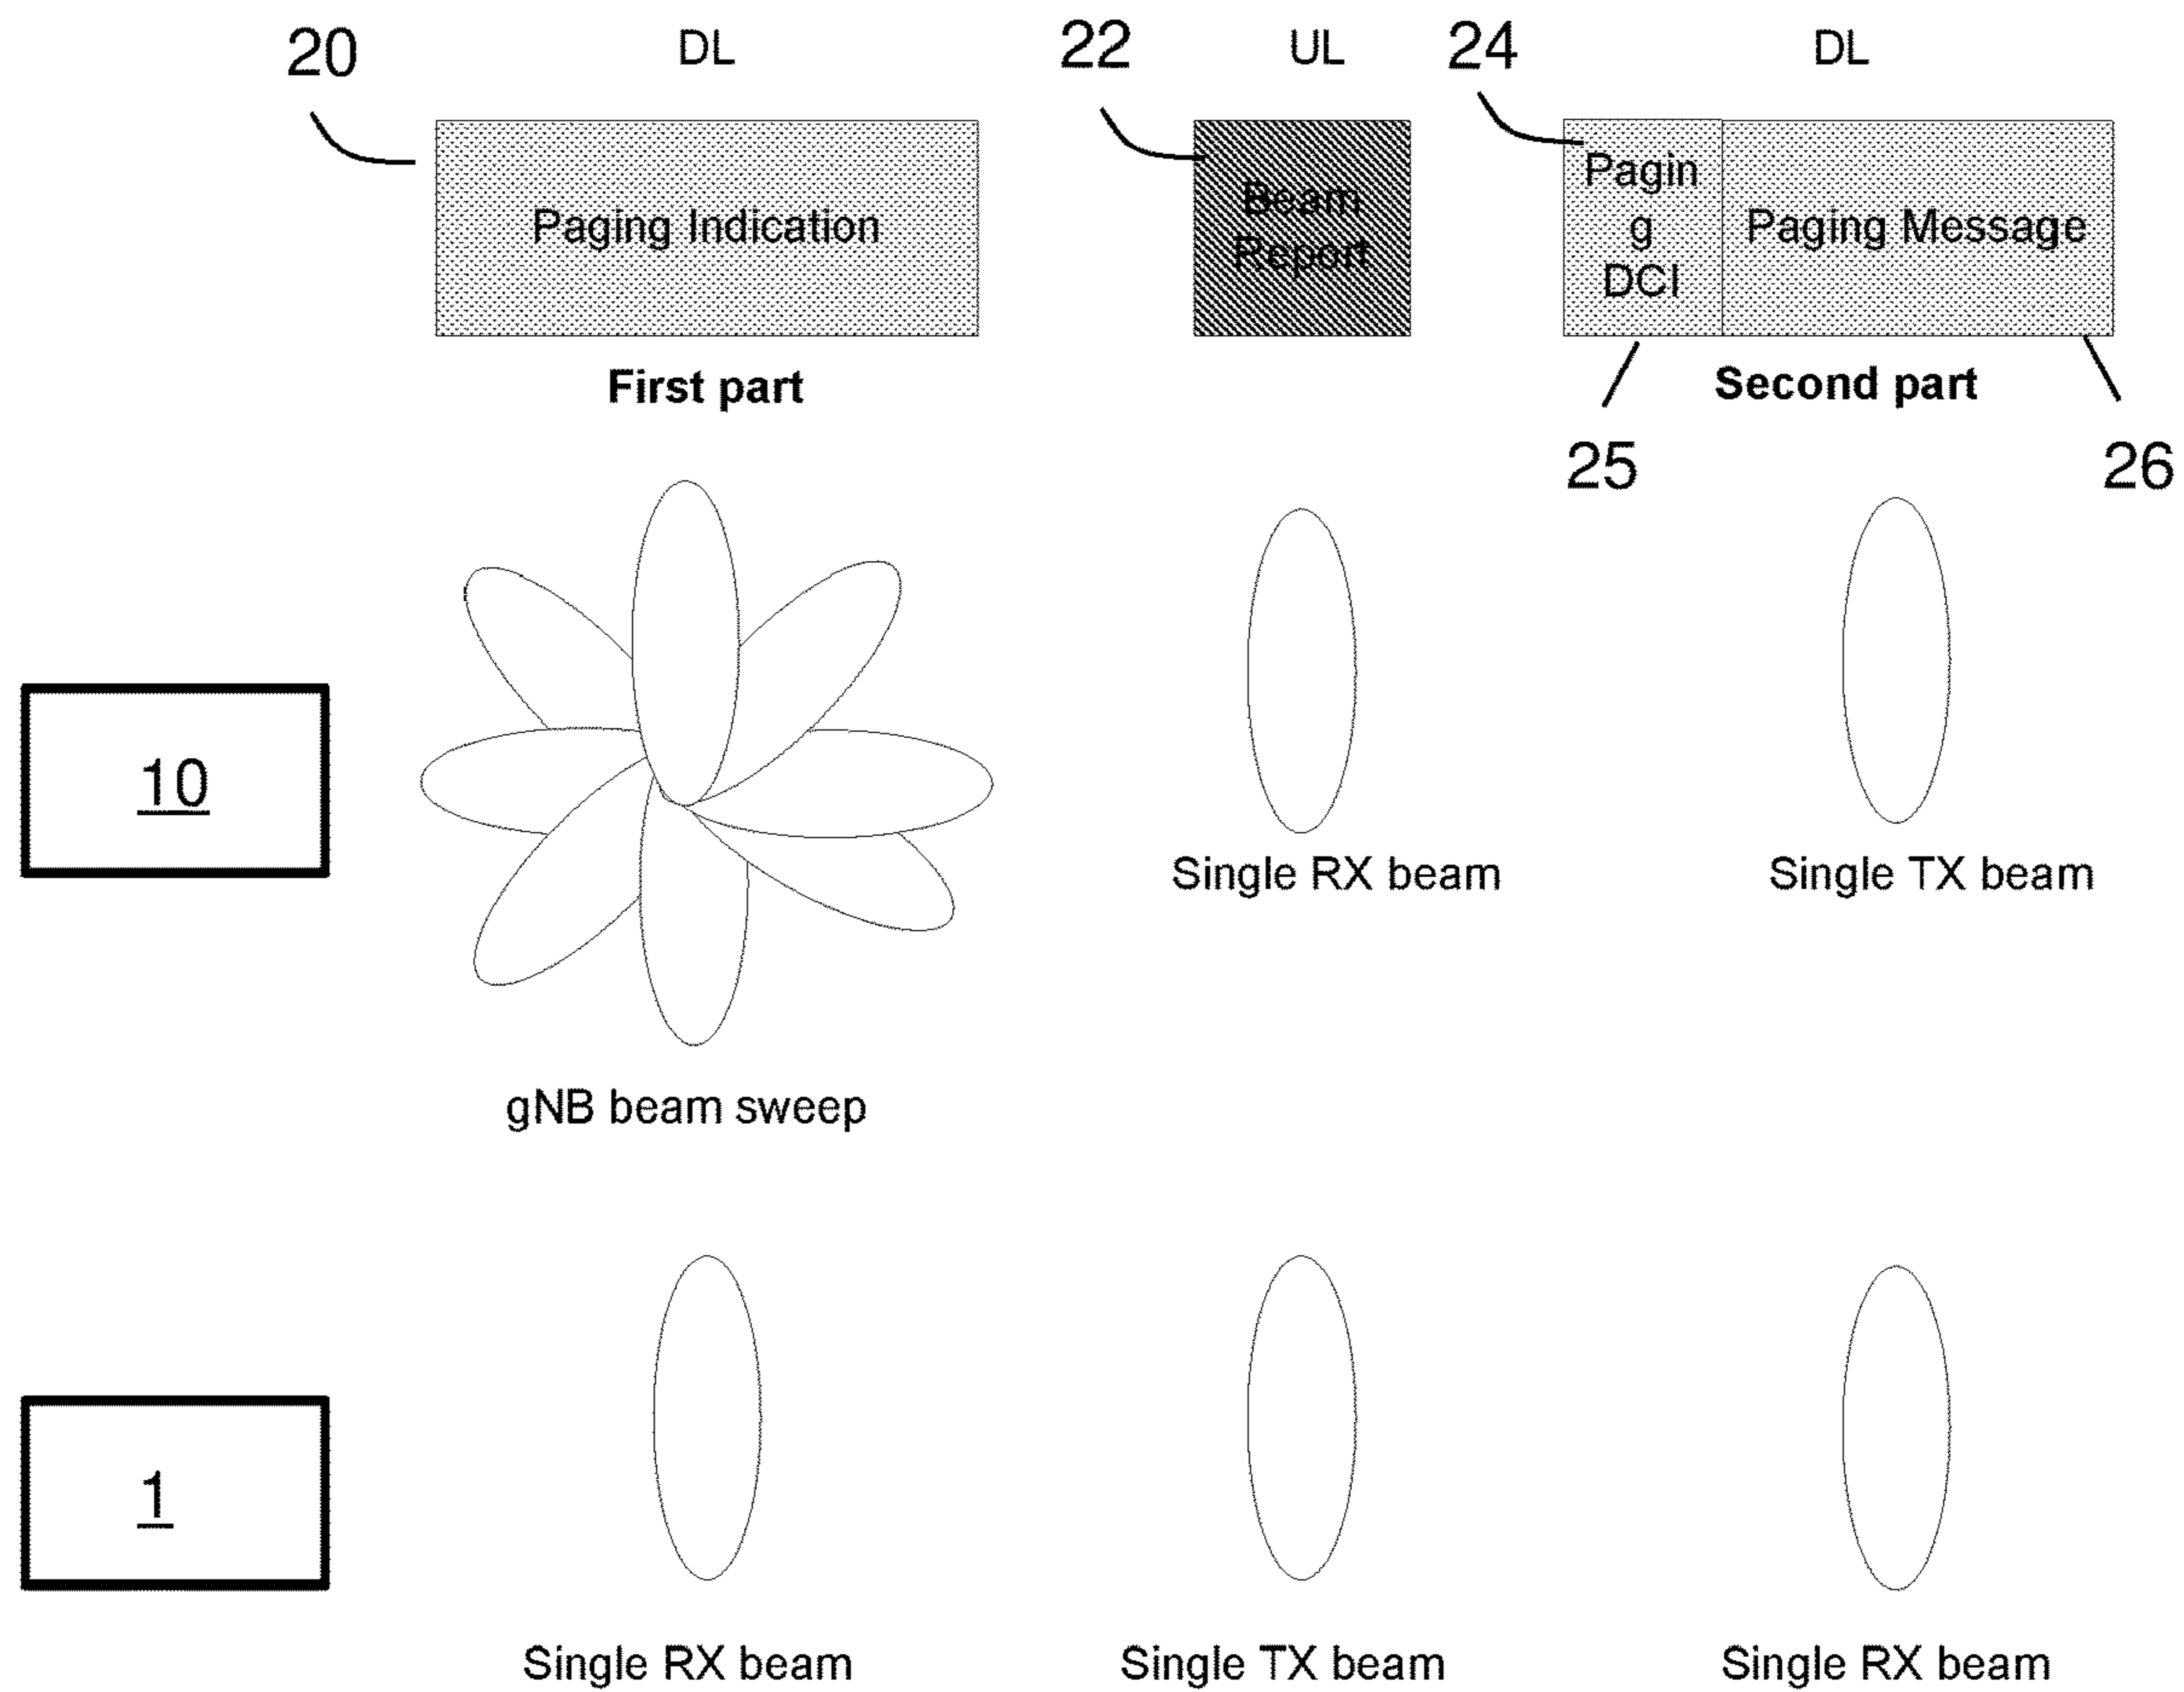 20
DL
22
UL
24
DL
Paging Indication
Beam
Report
Pagin
g
DCI
Paging Message
First part
Second part
25
26
10
Single RX beam
Single TX beam
gNB beam sweep
1
Single RX beam
Single TX beam
Single RX beam